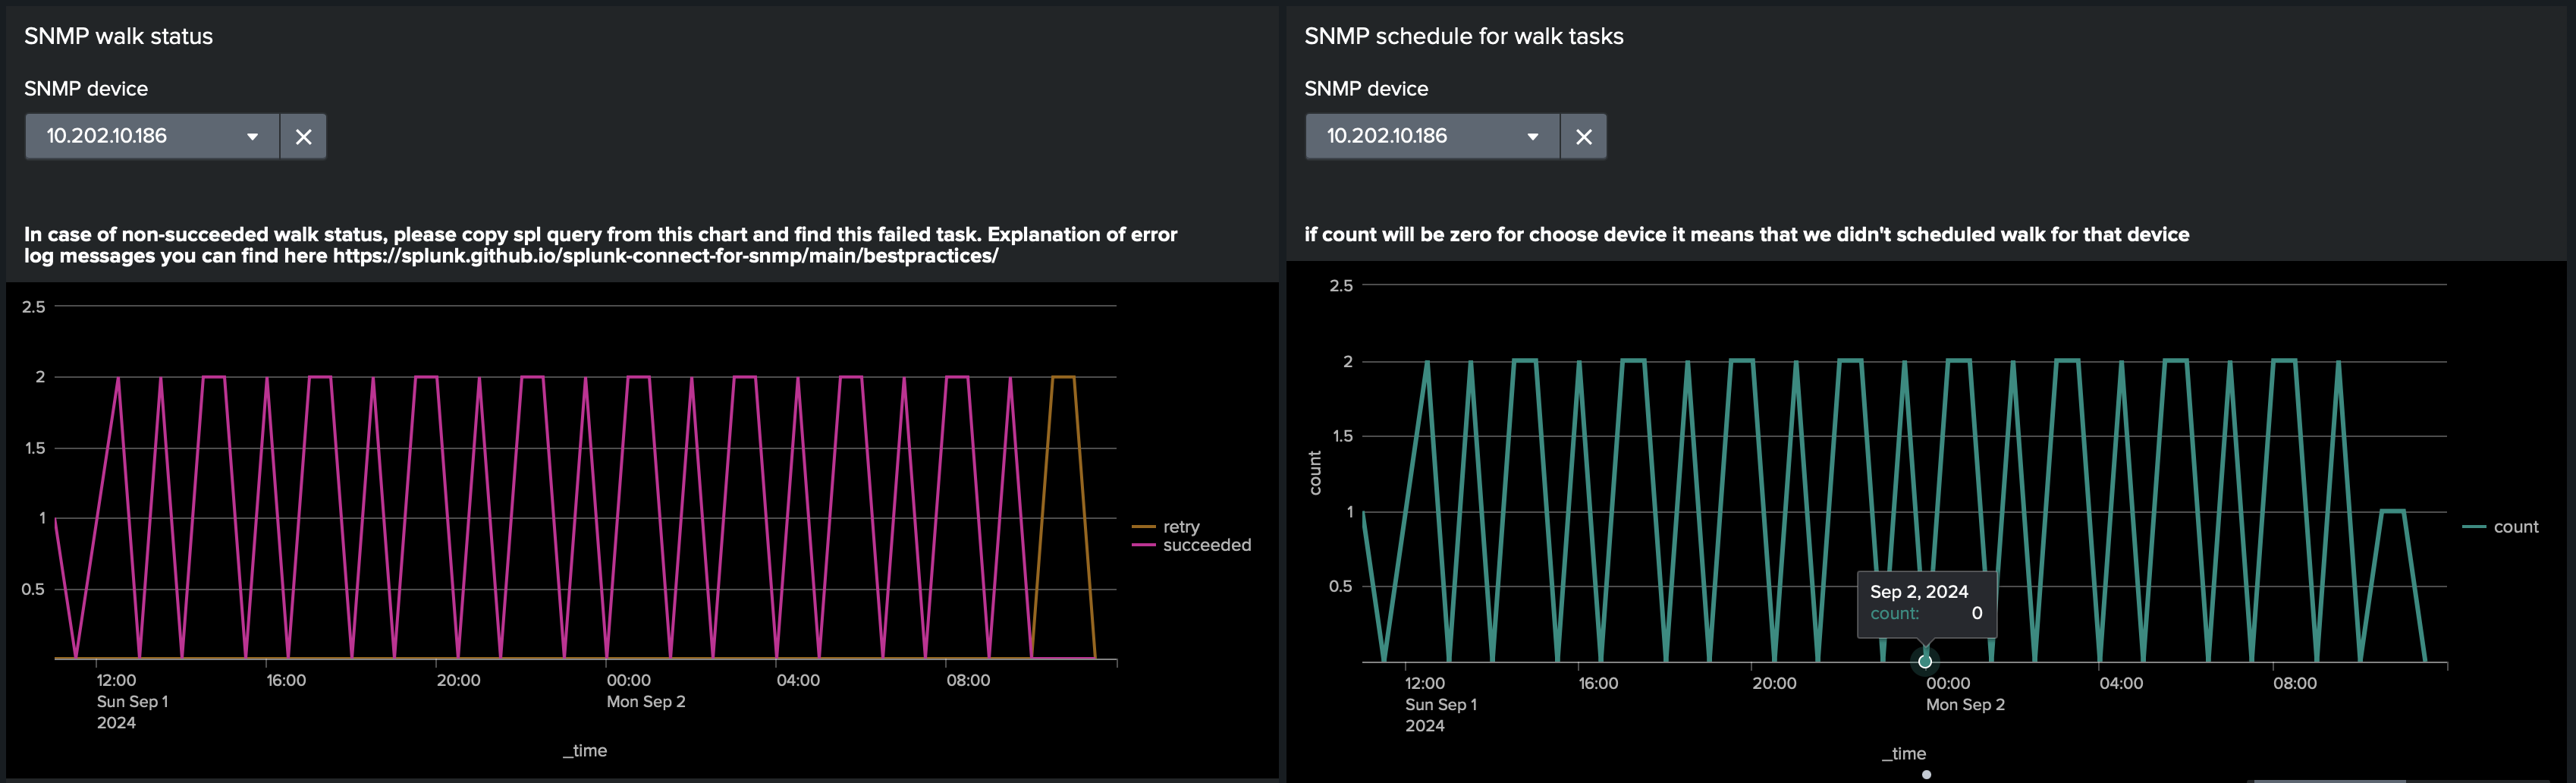 SNMP walk status
SNMP device
10.202.10.186
In case of non-succeeded walk status, please copy spl query from this chart and find this failed task. Explanation of error
log messages you can find here https://splunk.github.io/splunk-connect-for-snmp/main/bestpractices/
2.5
2
1.5
1
0.5
12:00
Sun Sep 1
2024
16:00
20:00
00:00
Mon Sep 2
04:00
08:00
_time
retry
succeeded
SNMP schedule for walk tasks
SNMP device
10.202.10.186
if count will be zero for choose device it means that we didn't scheduled walk for that device
2.5
2
1.5
1
0.5
count
Sep 2, 2024
count: 0
12:00
Sun Sep 1
2024
16:00
20:00
00:00
Mon Sep 2
04:00
08:00
_time
count